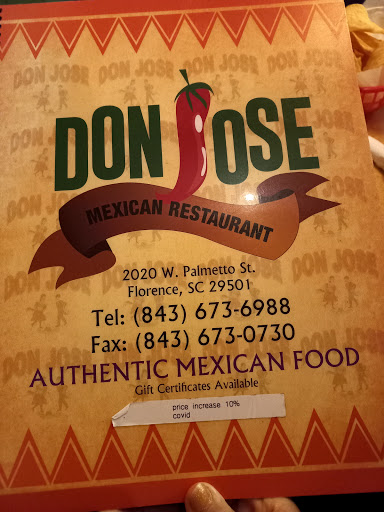 DON JOSE
MEXICAN RESTAURANT
2020 W. Palmetto St.
Florence, SC 29501
Tel: (843) 673-6988
Fax: (843) 673-0730
AUTHENTIC MEXICAN FOOD
Gift Certificates Available
price increase 10%
covid